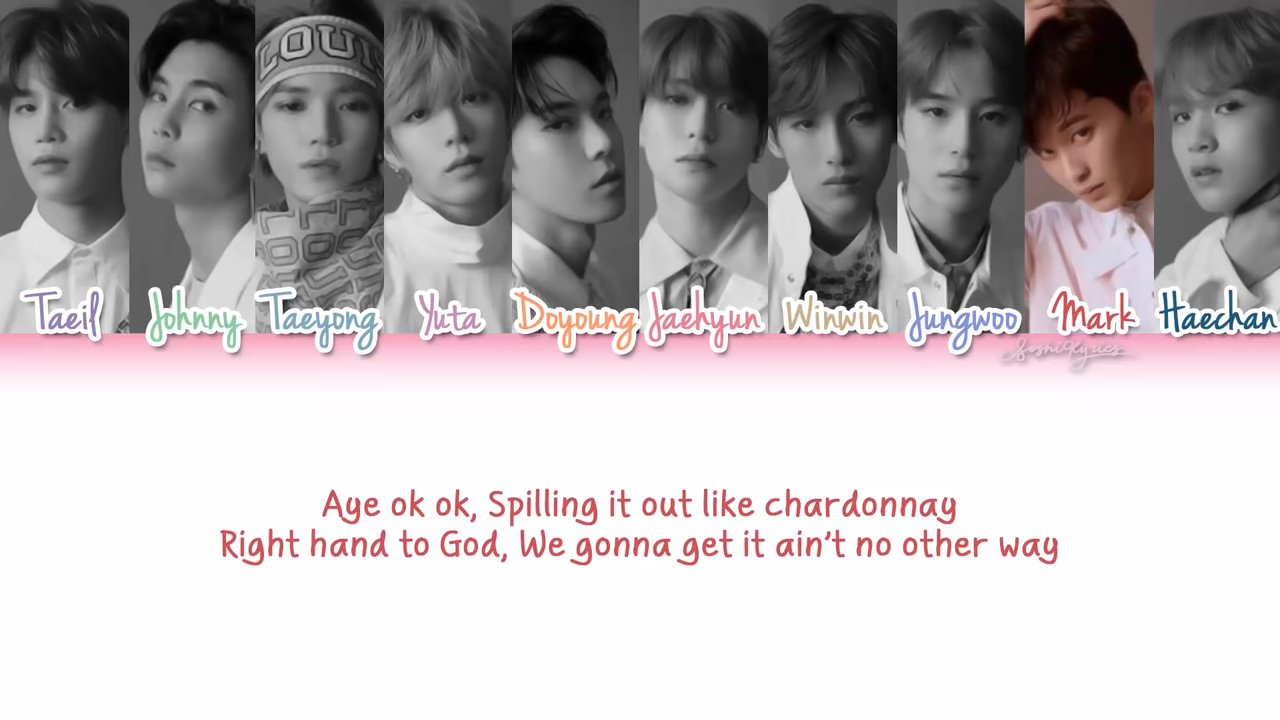 LOUI
Taeil Johnny Taeyong Yuta Doyoung Jaehyun Winwin Jungwoo Mark Haechan
Aye ok ok, Spilling it out like chardonnay
Right hand to God, We gonna get it ain't no other way